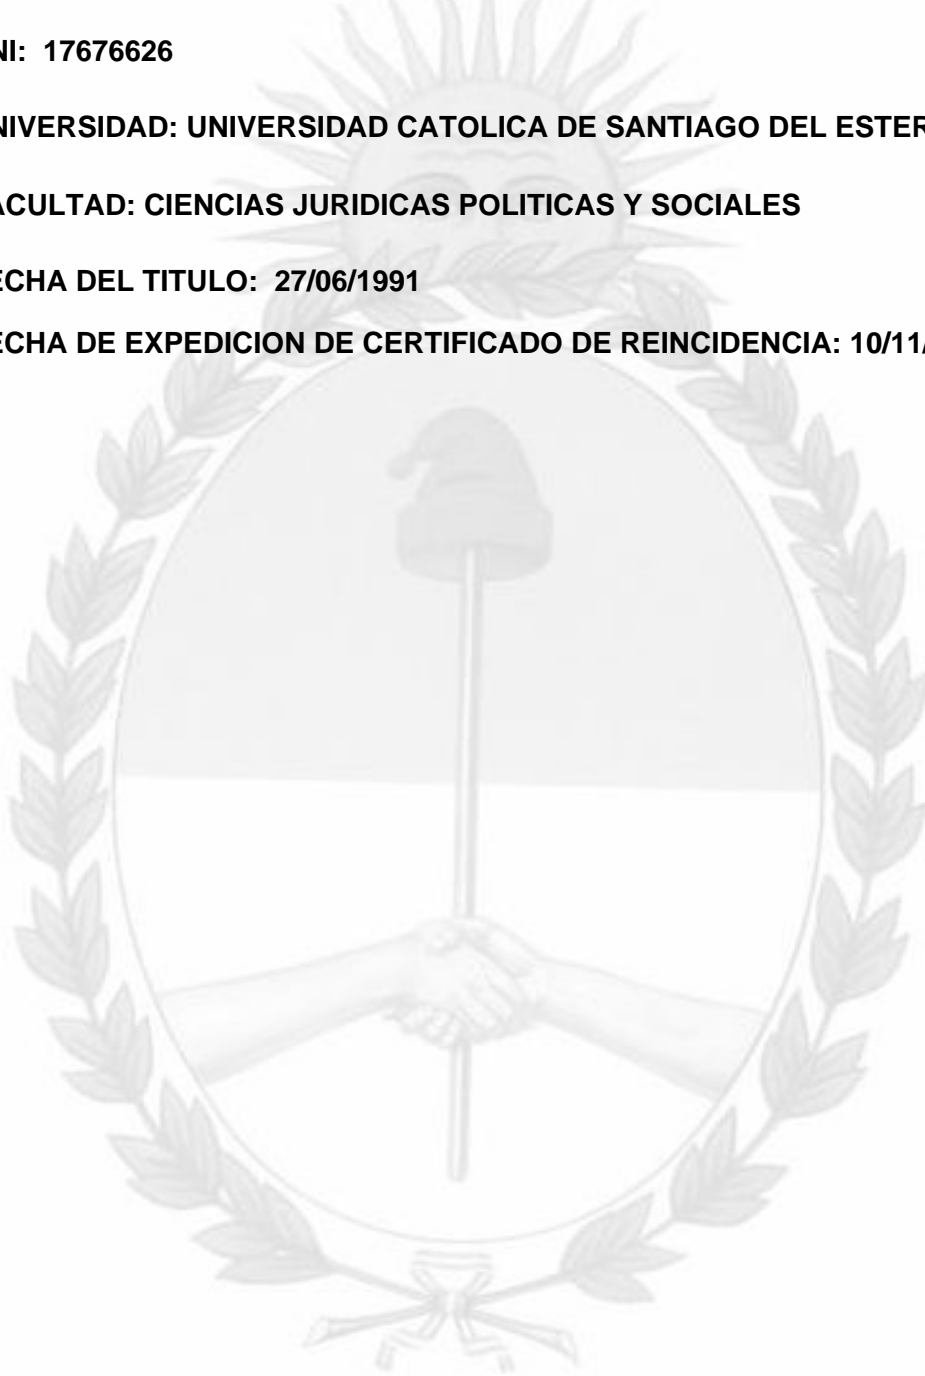 NI: 17676626
NIVERSIDAD: UNIVERSIDAD CATOLICA DE SANTIAGO DEL ESTER
ACULTAD: CIENCIAS JURIDICAS POLITICAS Y SOCIALES
ECHA DEL TITULO: 27/06/1991
ECHA DE EXPEDICION DE CERTIFICADO DE REINCIDENCIA: 10/11/